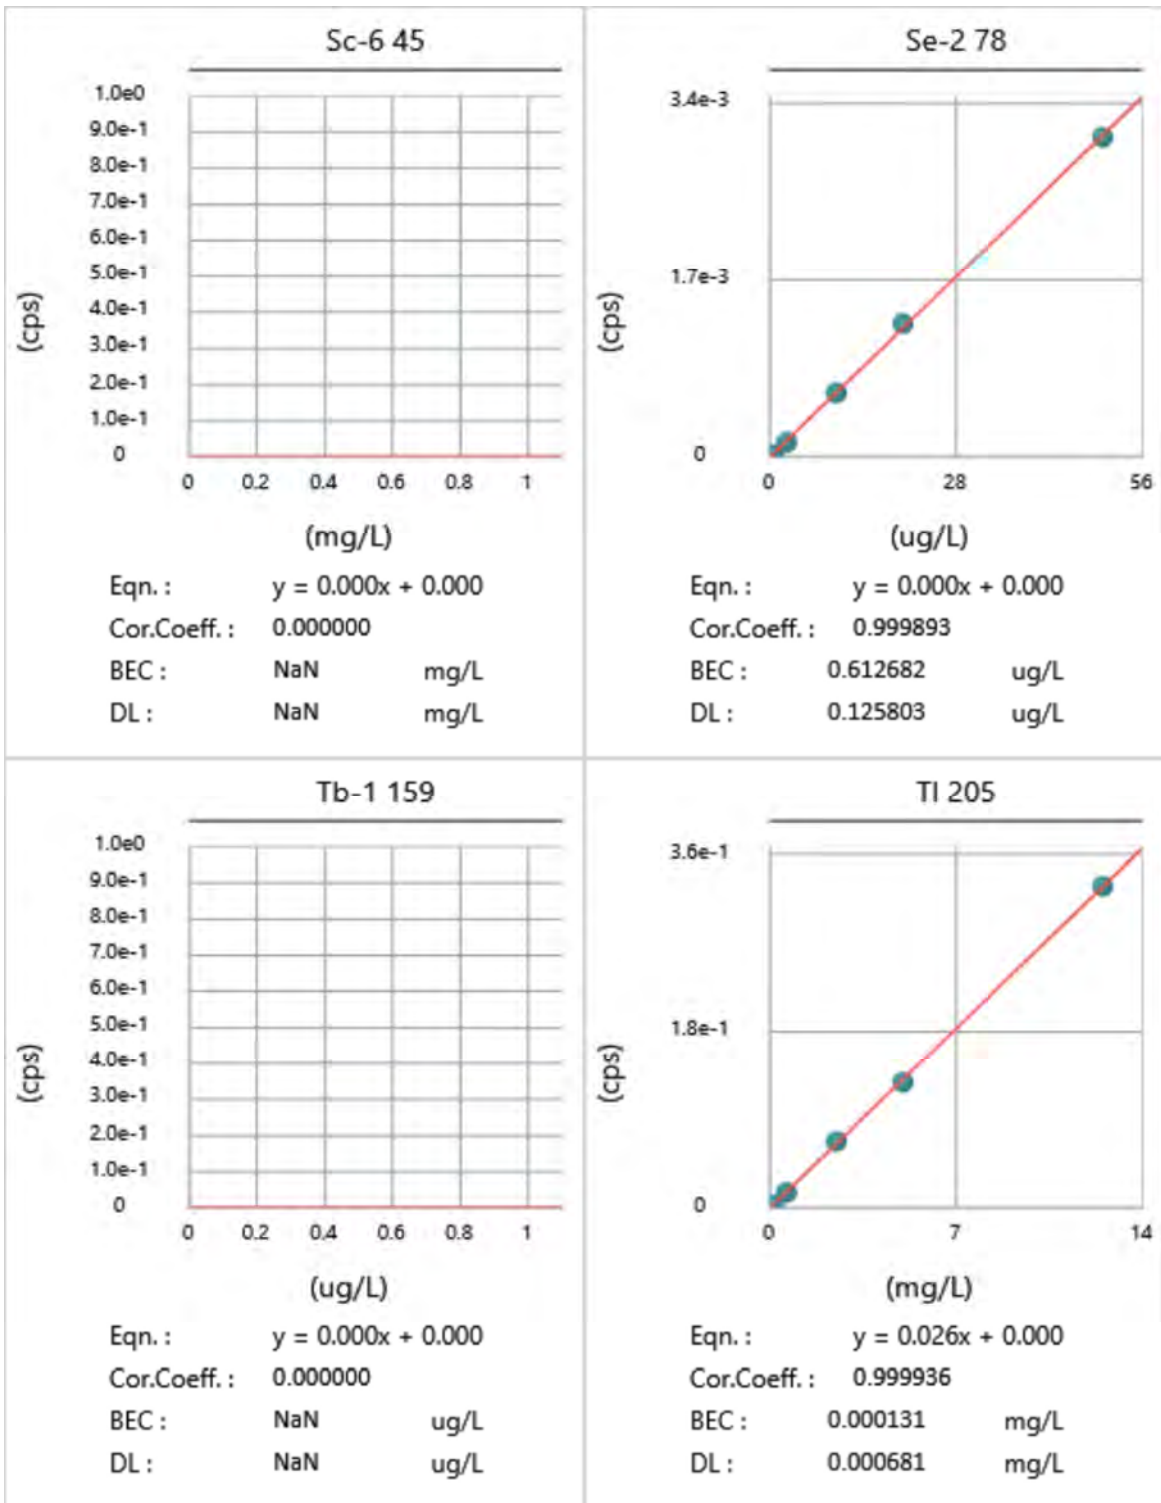 Sc-6 45
1.0e0
9.0e-1
8.0e-1
7.0e-1
6.0e-1
5.0e-1
4.0e-1
3.0e-1
2.0e-1
1.0e-1
0
(cps)
0 0.2 0.4 0.6 0.8 1
(mg/L)
Eqn. : y = 0.000x + 0.000
Cor.Coeff. : 0.000000
BEC : NaN mg/L
DL : NaN mg/L
Se-2 78
3.4e-3
1.7e-3
0
(cps)
0 28 56
(ug/L)
Eqn. : y = 0.000x + 0.000
Cor.Coeff. : 0.999893
BEC : 0.612682 ug/L
DL : 0.125803 ug/L
Tb-1 159
1.0e0
9.0e-1
8.0e-1
7.0e-1
6.0e-1
5.0e-1
4.0e-1
3.0e-1
2.0e-1
1.0e-1
0
(cps)
0 0.2 0.4 0.6 0.8 1
(ug/L)
Eqn. : y = 0.000x + 0.000
Cor.Coeff. : 0.000000
BEC : NaN ug/L
DL : NaN ug/L
Tl 205
3.6e-1
1.8e-1
0
(cps)
0 7 14
(mg/L)
Eqn. : y = 0.026x + 0.000
Cor.Coeff. : 0.999936
BEC : 0.000131 mg/L
DL : 0.000681 mg/L